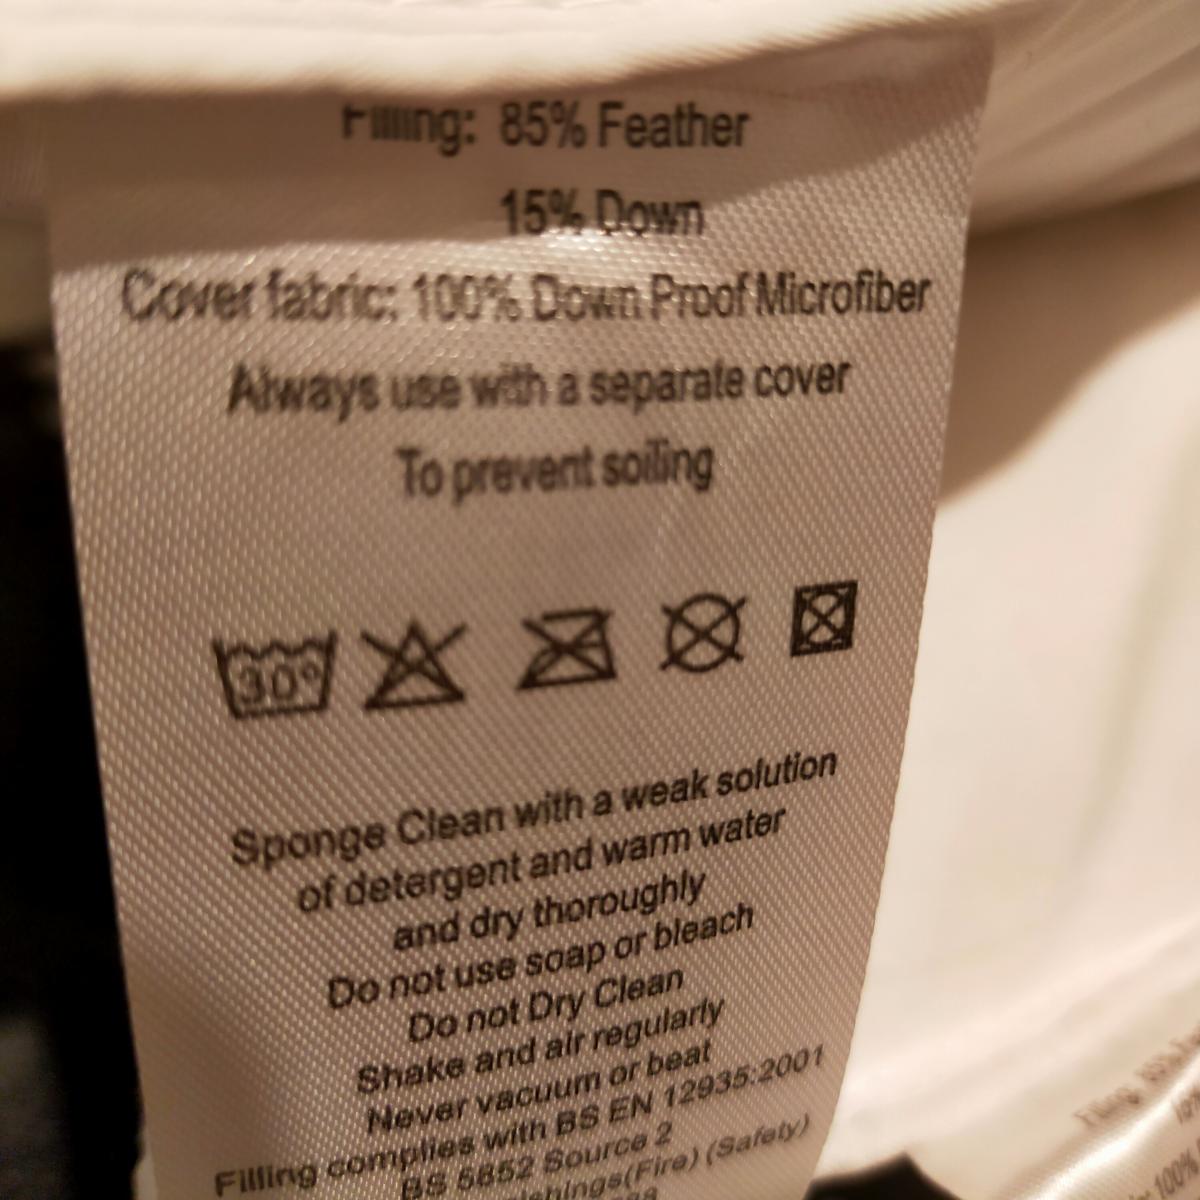 Filling: 85% Feather
15% Down
Cover fabric: 100% Down Proof Microfiber
Always use with a separate cover
To prevent soiling
30°
Sponge Clean with a weak solution
of detergent and warm water
and dry thoroughly
Do not use soap or bleach
Do not Dry Clean
Shake and air regularly
Never vacuum or beat
Filling complies with BS EN 12935:2001
BS 5852 Source 2
(Fire) (Safety)